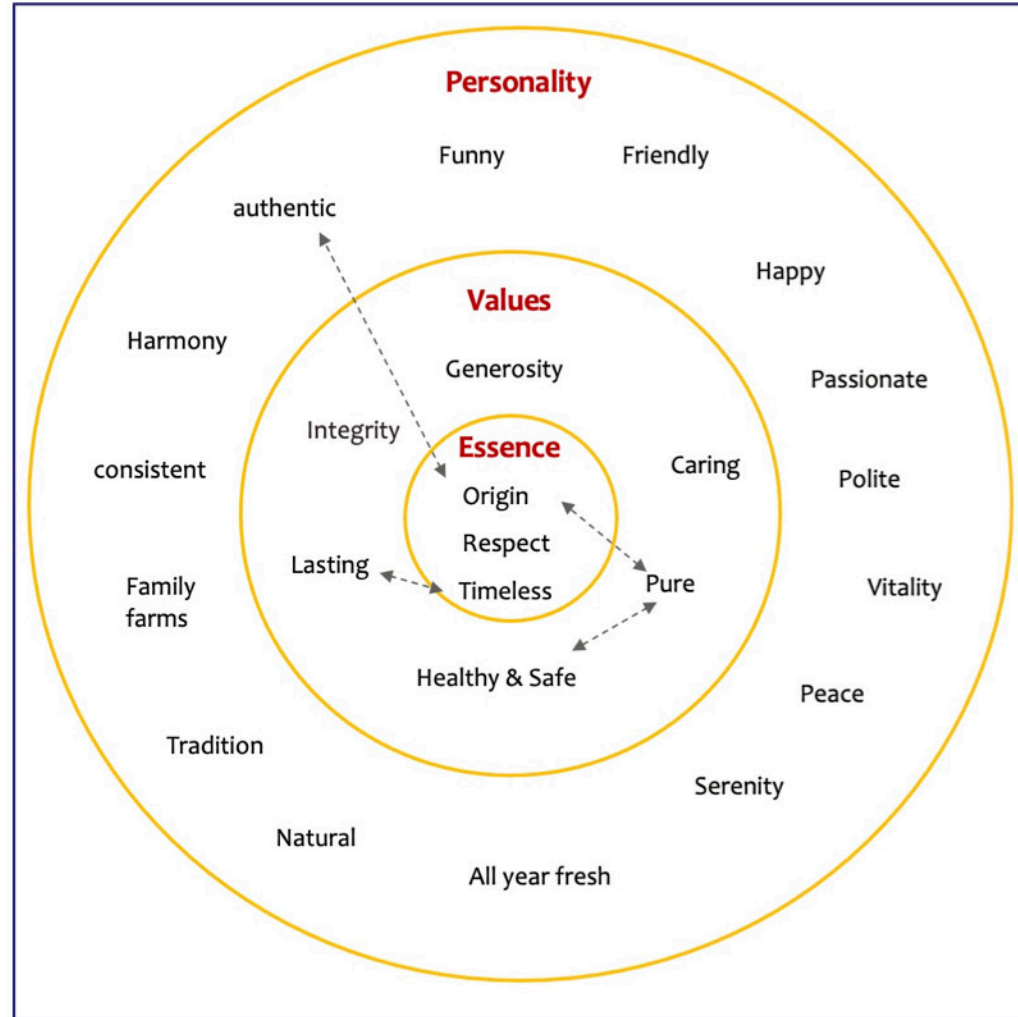 Personality
Funny
Friendly
authentic
Happy
Values
Harmony
Generosity
Passionate
Integrity
Essence
Caring
consistent
Polite
Origin
Respect
Lasting
Timeless
Pure
Family
farms
Vitality
Healthy & Safe
Peace
Tradition
Serenity
Natural
All year fresh